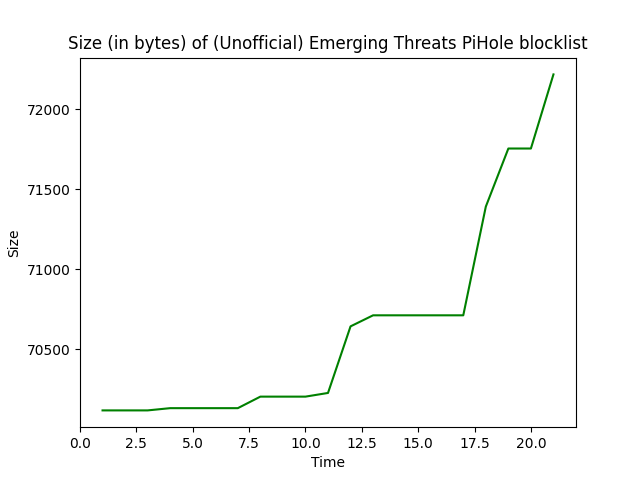 Size (in bytes) of (Unofficial) Emerging Threats PiHole blocklist
72000
71500
71000
70500
Size
0.0 2.5 5.0 7.5 10.0 12.5 15.0 17.5 20.0
Time